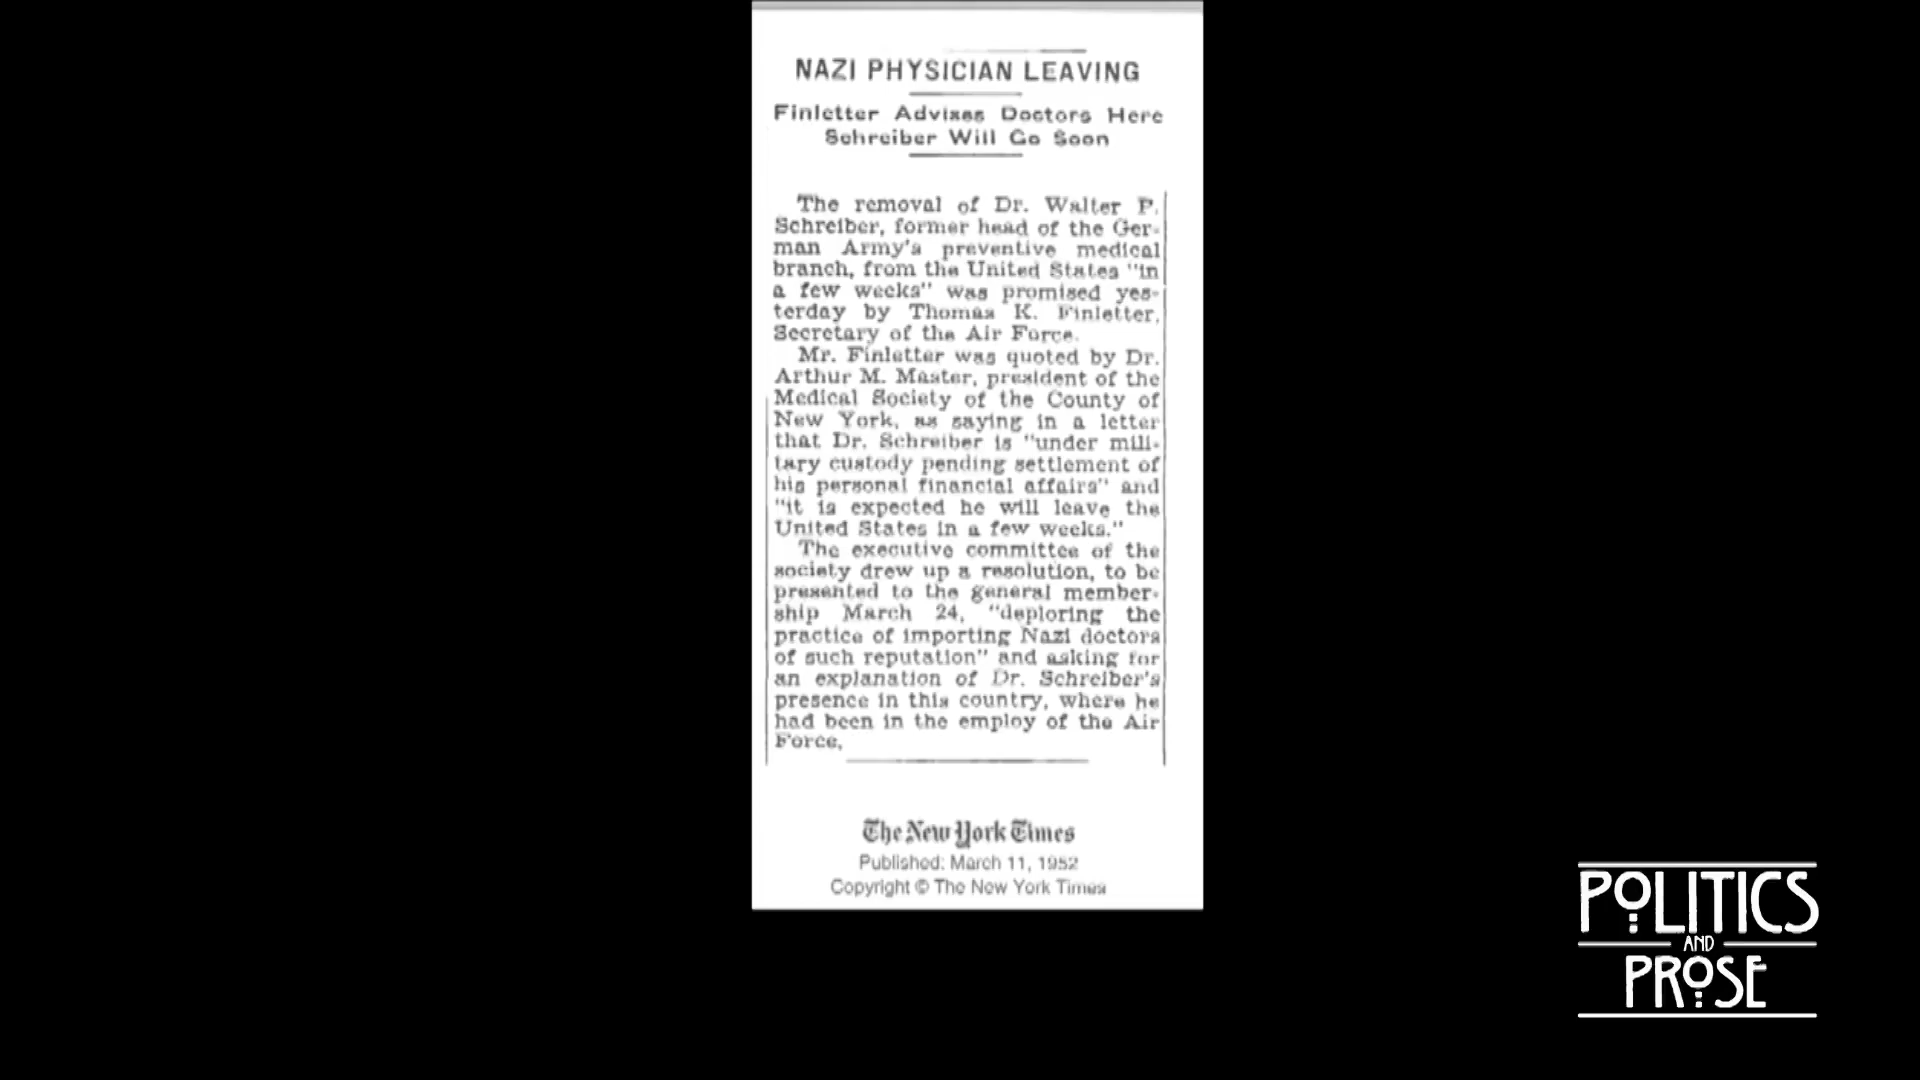 NAZI PHYSICIAN LEAVING
Finletter Advises Doctors Here
Schreiber Will Go Soon
The removal of Dr. Walter P.
Schreiber, former head of the Ger-
man Army's preventive medical
branch, from the United States "in
a few weeks" was promised yes-
terday by Thomas K. Finletter,
Secretary of the Air Force.
Mr. Finletter was quoted by Dr.
Arthur M. Master, president of the
Medical Society of the County of
New York, as saying in a letter
that Dr. Schreiber is "under mili-
tary custody pending settlement of
his personal financial affairs" and
"it is expected he will leave the
United States in a few weeks."
The executive committee of the
society drew up a resolution, to be
presented to the general member-
ship March 24, "deploring the
practice of importing Nazi doctors
of such reputation" and asking for
an explanation of Dr. Schreiber's
presence in this country, where he
had been in the employ of the Air
Force.
The New York Times
Published: March 11, 1952
Copyright © The New York Times
POLITICS
AND
PROSE